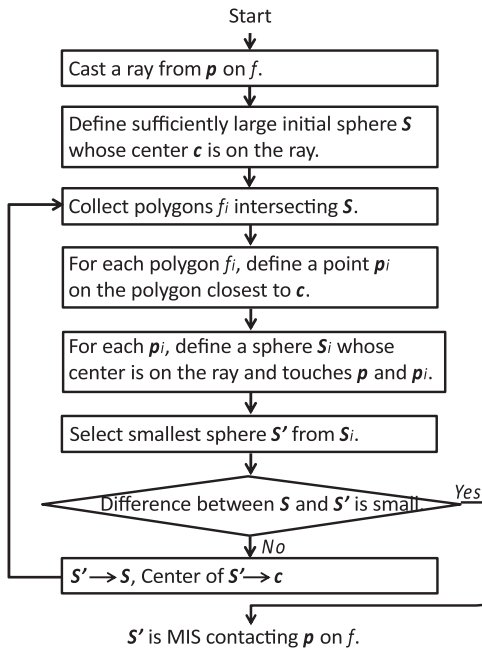 Start
Cast a ray from p on f.
Define sufficiently large initial sphere S
whose center c is on the ray.
Collect polygons fi intersecting S.
For each polygon fi, define a point pi
on the polygon closest to c.
For each pi, define a sphere Si whose
center is on the ray and touches p and pi.
Select smallest sphere S' from Si.
Difference between S and S' is small.
Yes
No
S' → S, Center of S' → c
S' is MIS contacting p on f.